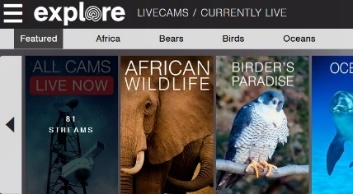 explore LIVECAMS / CURRENTLY LIVE
Featured Africa Bears Birds Oceans
ALL CAMS
LIVE NOW
81
STREAMS
AFRICAN
WILDLIFE
BIRDER'S
PARADISE
OCE